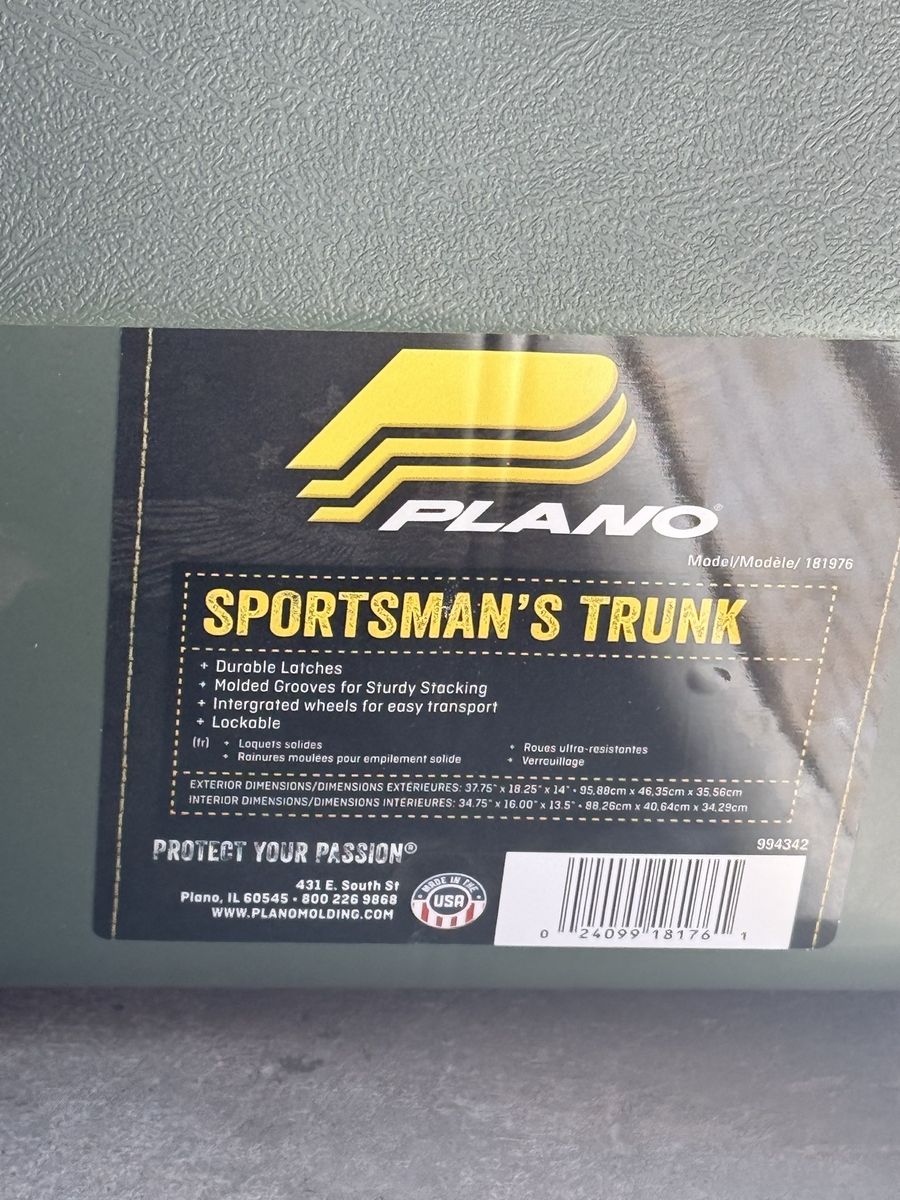 PLANO®
Model/Modèle/ 181976
SPORTSMAN'S TRUNK
+ Durable Latches
+ Molded Grooves for Sturdy Stacking
+ Intergrated wheels for easy transport
+ Lockable
(fr) + Loquets solides
+ Rainures moulées pour empilement solide
+ Roues ultra-resistantes
+ Verrouillage
EXTERIOR DIMENSIONS/DIMENSIONS EXTERIEURES: 37.75" x 18.25" x 14" • 95,88cm x 46,35cm x 35,56cm
INTERIOR DIMENSIONS/DIMENSIONS INTERIEURES: 34.75" x 16.00" x 13.5" • 88,26cm x 40,64cm x 34,29cm
PROTECT YOUR PASSION®
994342
431 E. South St
Plano, IL 60545 • 800 226 9868
WWW.PLANOMOLDING.COM
MADE IN THE
USA
0 24099 18176 1